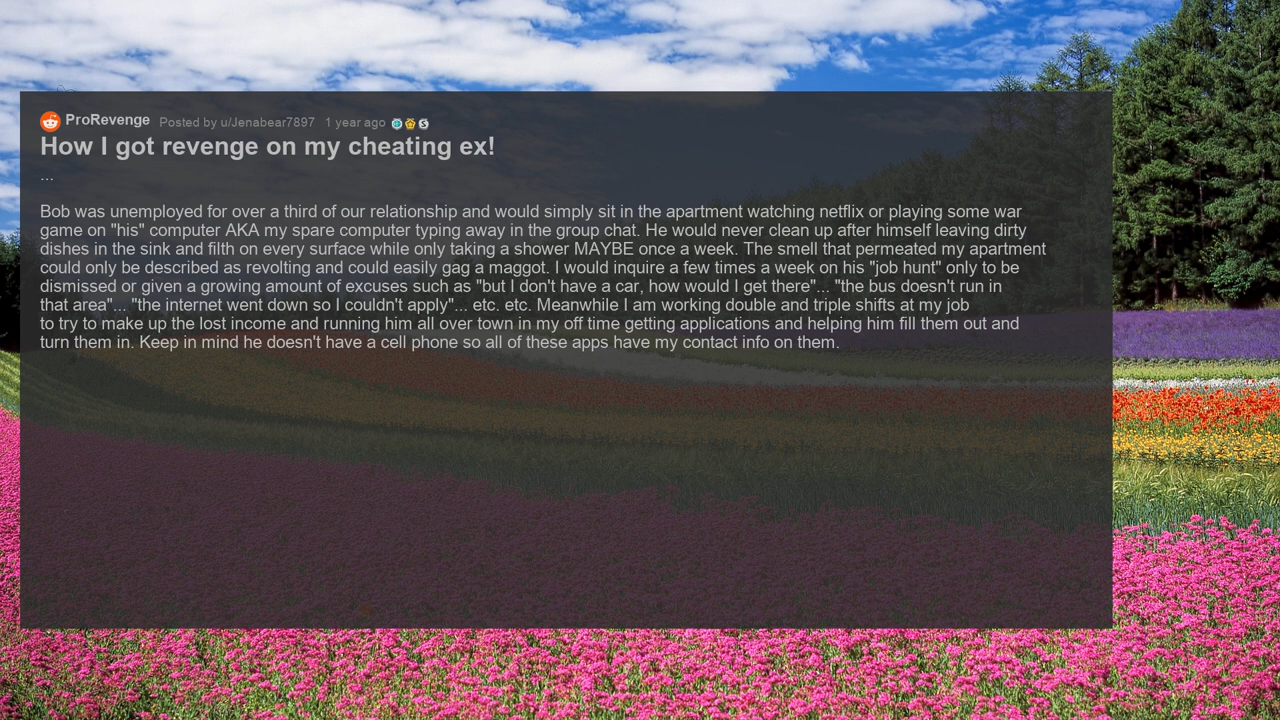 ProRevenge Posted by u/Jenabear7897 1 year ago
How I got revenge on my cheating ex!
...
Bob was unemployed for over a third of our relationship and would simply sit in the apartment watching netflix or playing some war
game on "his" computer AKA my spare computer typing away in the group chat. He would never clean up after himself leaving dirty
dishes in the sink and filth on every surface while only taking a shower MAYBE once a week. The smell that permeated my apartment
could only be described as revolting and could easily gag a maggot. I would inquire a few times a week on his "job hunt" only to be
dismissed or given a growing amount of excuses such as "but I don't have a car, how would I get there"... "the bus doesn't run in
that area"... "the internet went down so I couldn't apply"... etc. etc. Meanwhile I am working double and triple shifts at my job
to try to make up the lost income and running him all over town in my off time getting applications and helping him fill them out and
turn them in. Keep in mind he doesn't have a cell phone so all of these apps have my contact info on them.